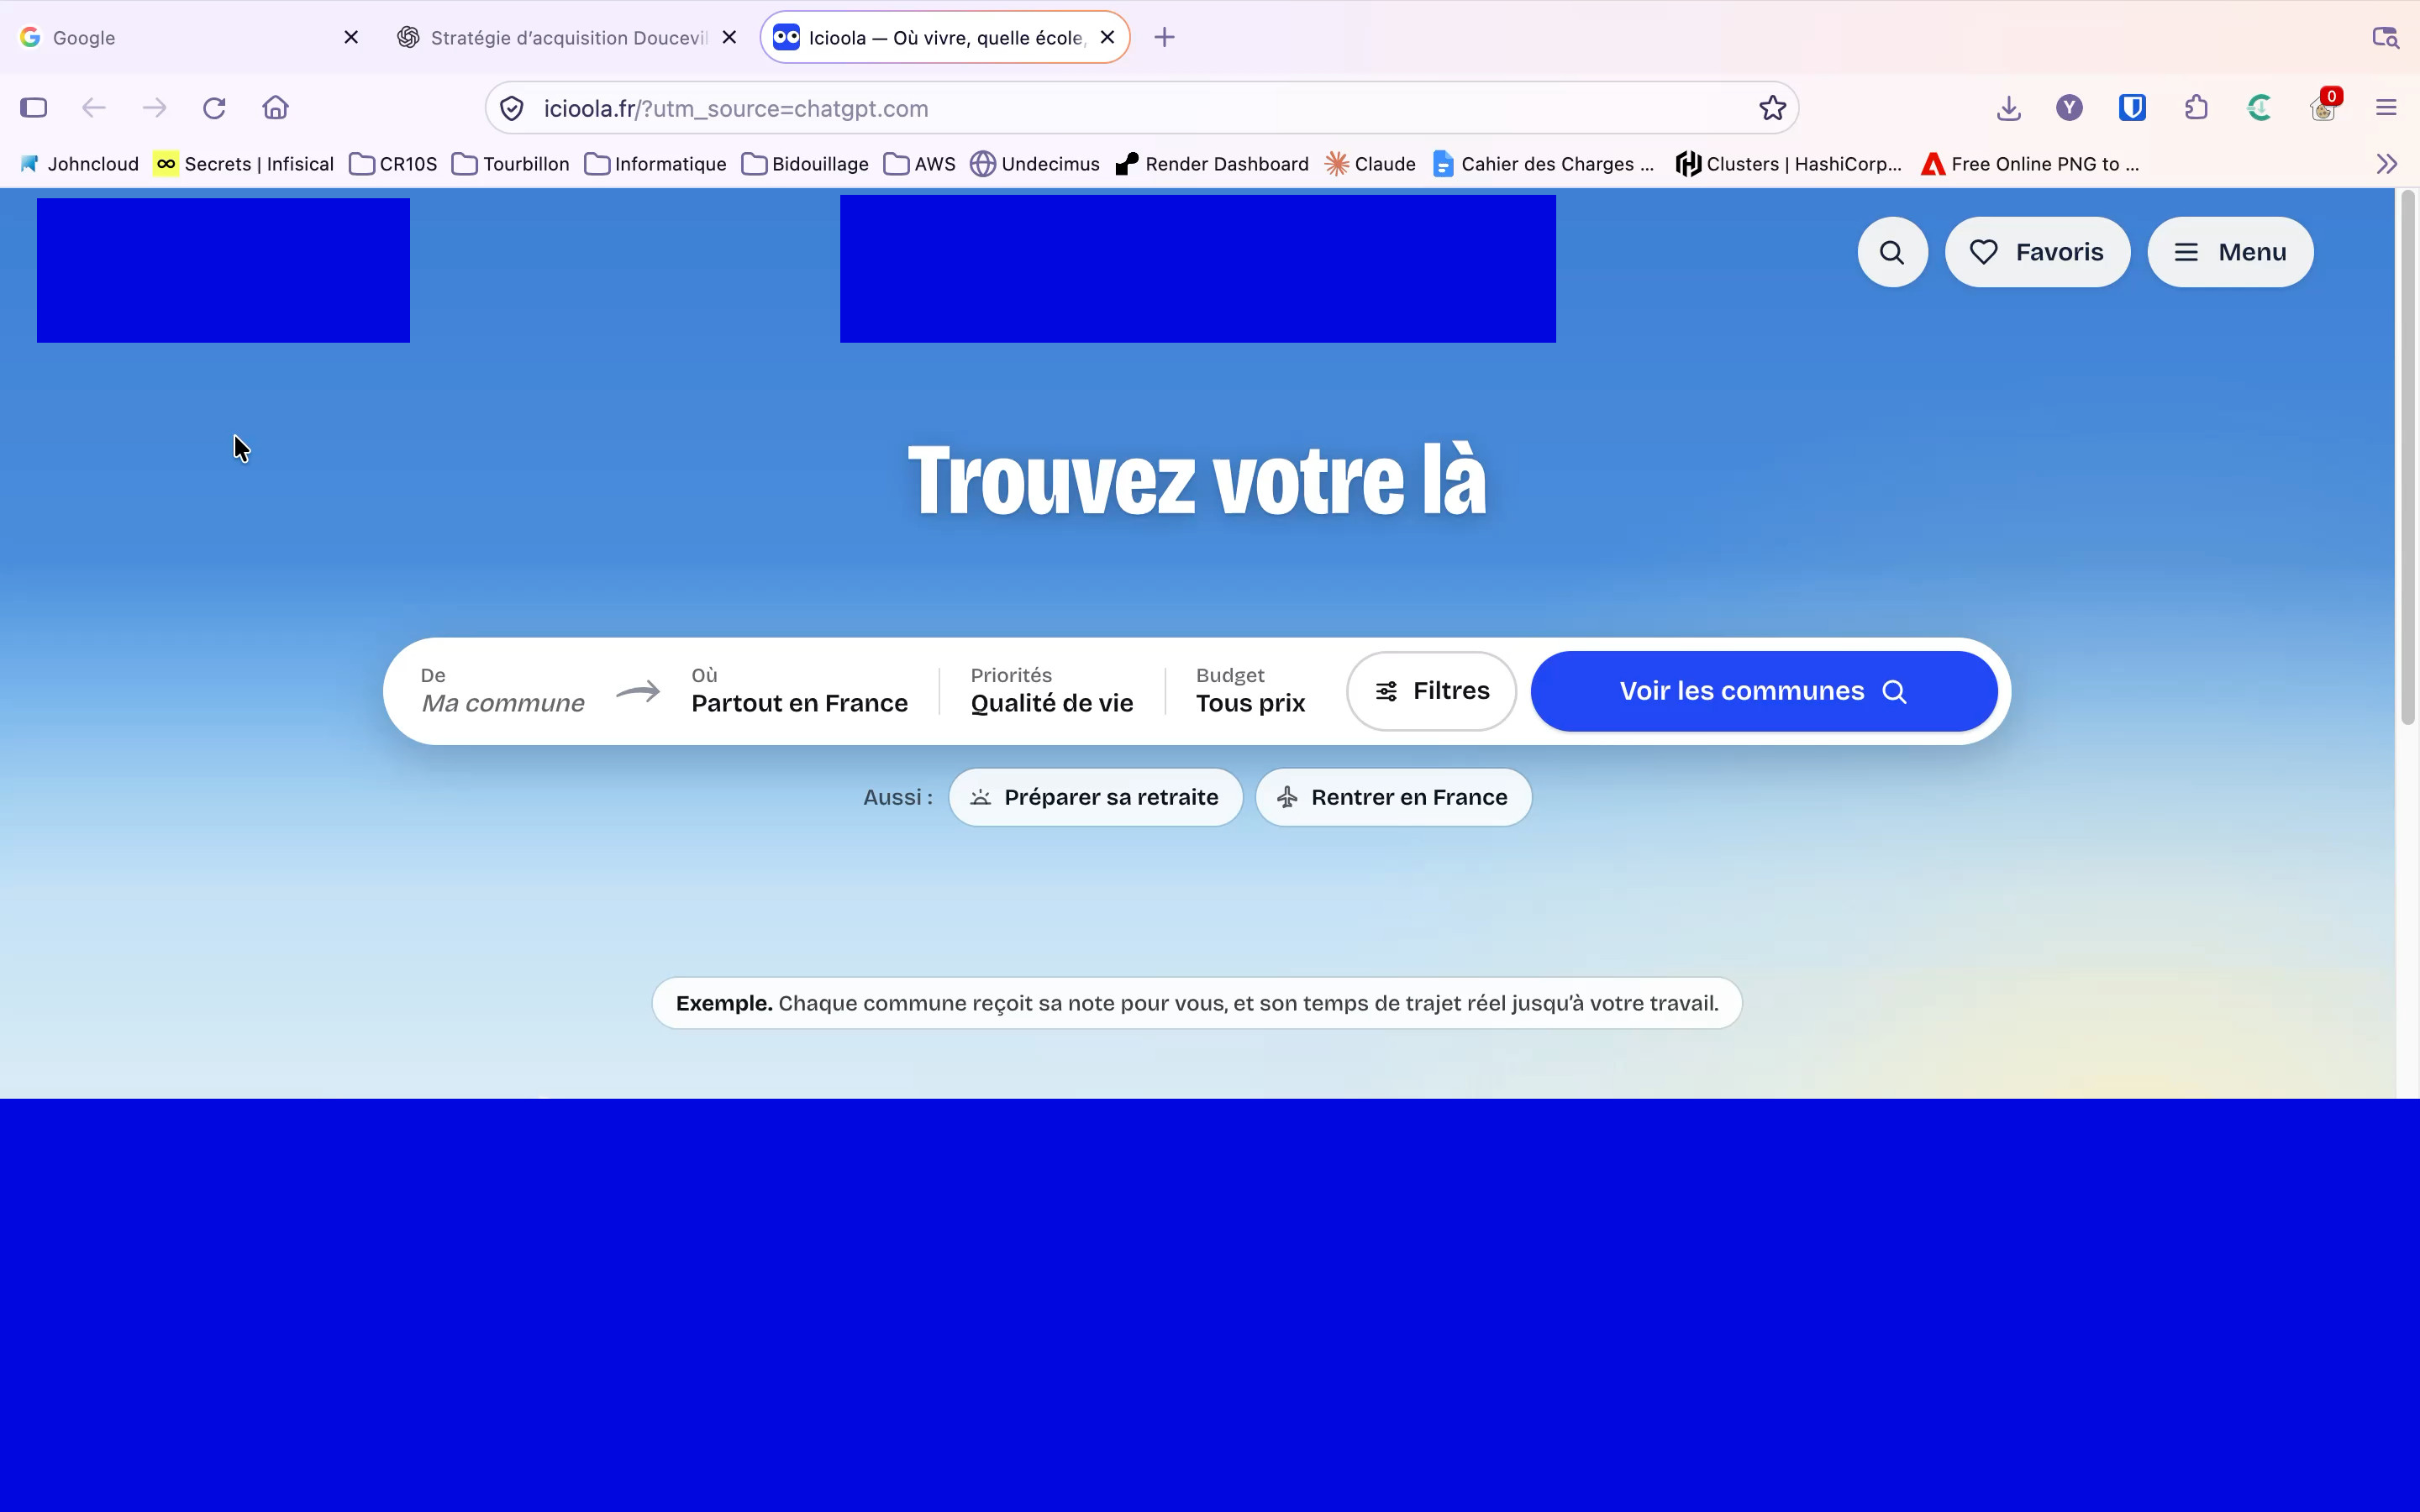 Google
Stratégie d’acquisition Doucevil
Icioola — Où vivre, quelle école,
icioola.fr/?utm_source=chatgpt.com
Y
0
Johncloud
Secrets | Infisical
CR10S
Tourbillon
Informatique
Bidouillage
AWS
Undecimus
Render Dashboard
Claude
Cahier des Charges ...
Clusters | HashiCorp...
Free Online PNG to ...
Favoris
Menu
Trouvez votre là
De
Ma commune
Où
Partout en France
Priorités
Qualité de vie
Budget
Tous prix
Filtres
Voir les communes
Aussi :
Préparer sa retraite
Rentrer en France
Exemple. Chaque commune reçoit sa note pour vous, et son temps de trajet réel jusqu’à votre travail.